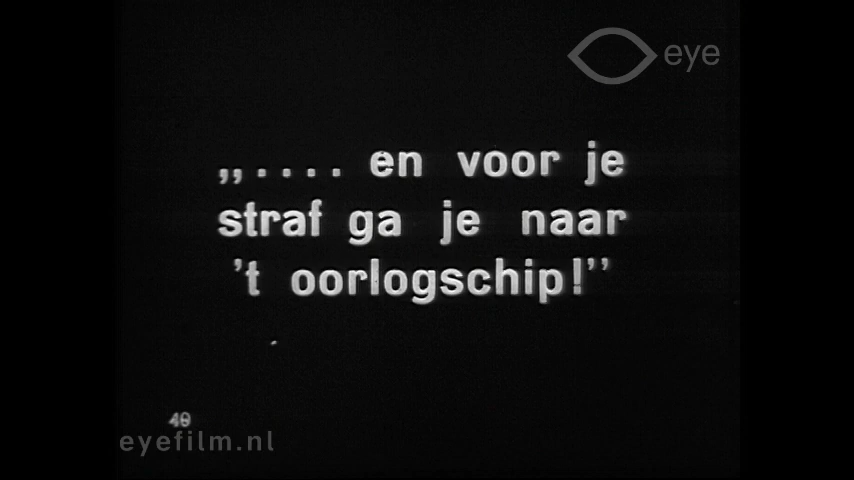 eye
„.... en voor je
straf ga je naar
't oorlogschip!”
40
eyefilm.nl